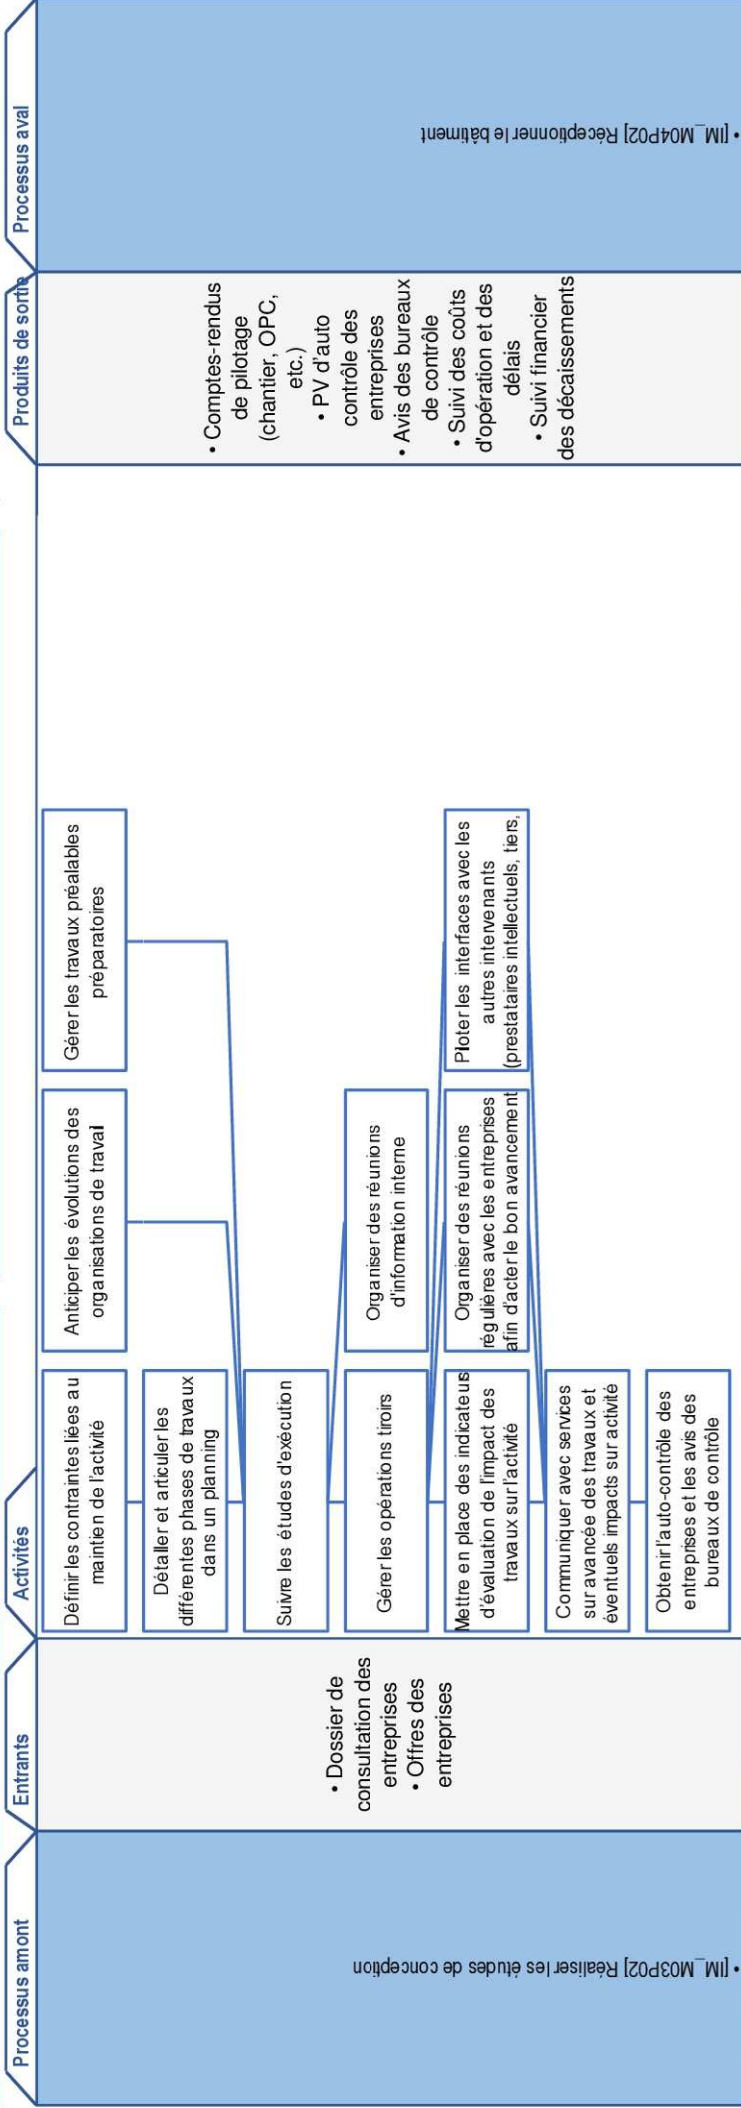 Processus amont
Entrants
Activités
Produits de sortie
Processus aval
• [IM_M03P02] Réaliser les études de conception
• Dossier de
consultation des
entreprises
• Offres des
entreprises
Définir les contraintes liées au
maintien de l'activité
Anticiper les évolutions des
organisations de travail
Gérer les travaux préalables
préparatoires
Détailler et articuler les
différentes phases de travaux
dans un planning
Suivre les études d'exécution
Gérer les opérations tiroirs
Organiser des réunions
d'information interne
Mettre en place des indicateurs
d'évaluation de l'impact des
travaux sur l'activité
Organiser des réunions
régulières avec les entreprises
afin d'acter le bon avancement
Piloter les interfaces avec les
autres intervenants
(prestataires intellectuels, tiers,
Communiquer avec services
sur avancée des travaux et
éventuels impacts sur activité
Obtenir l'auto-contrôle des
entreprises et les avis des
bureaux de contrôle
• Comptes-rendus
de pilotage
(chantier, OPC,
etc.)
• PV d'auto
contrôle des
entreprises
• Avis des bureaux
de contrôle
• Suivi des coûts
d'opération et des
délais
• Suivi financier
des décaissements
• [IM_M04P02] Réceptionner le bâtiment